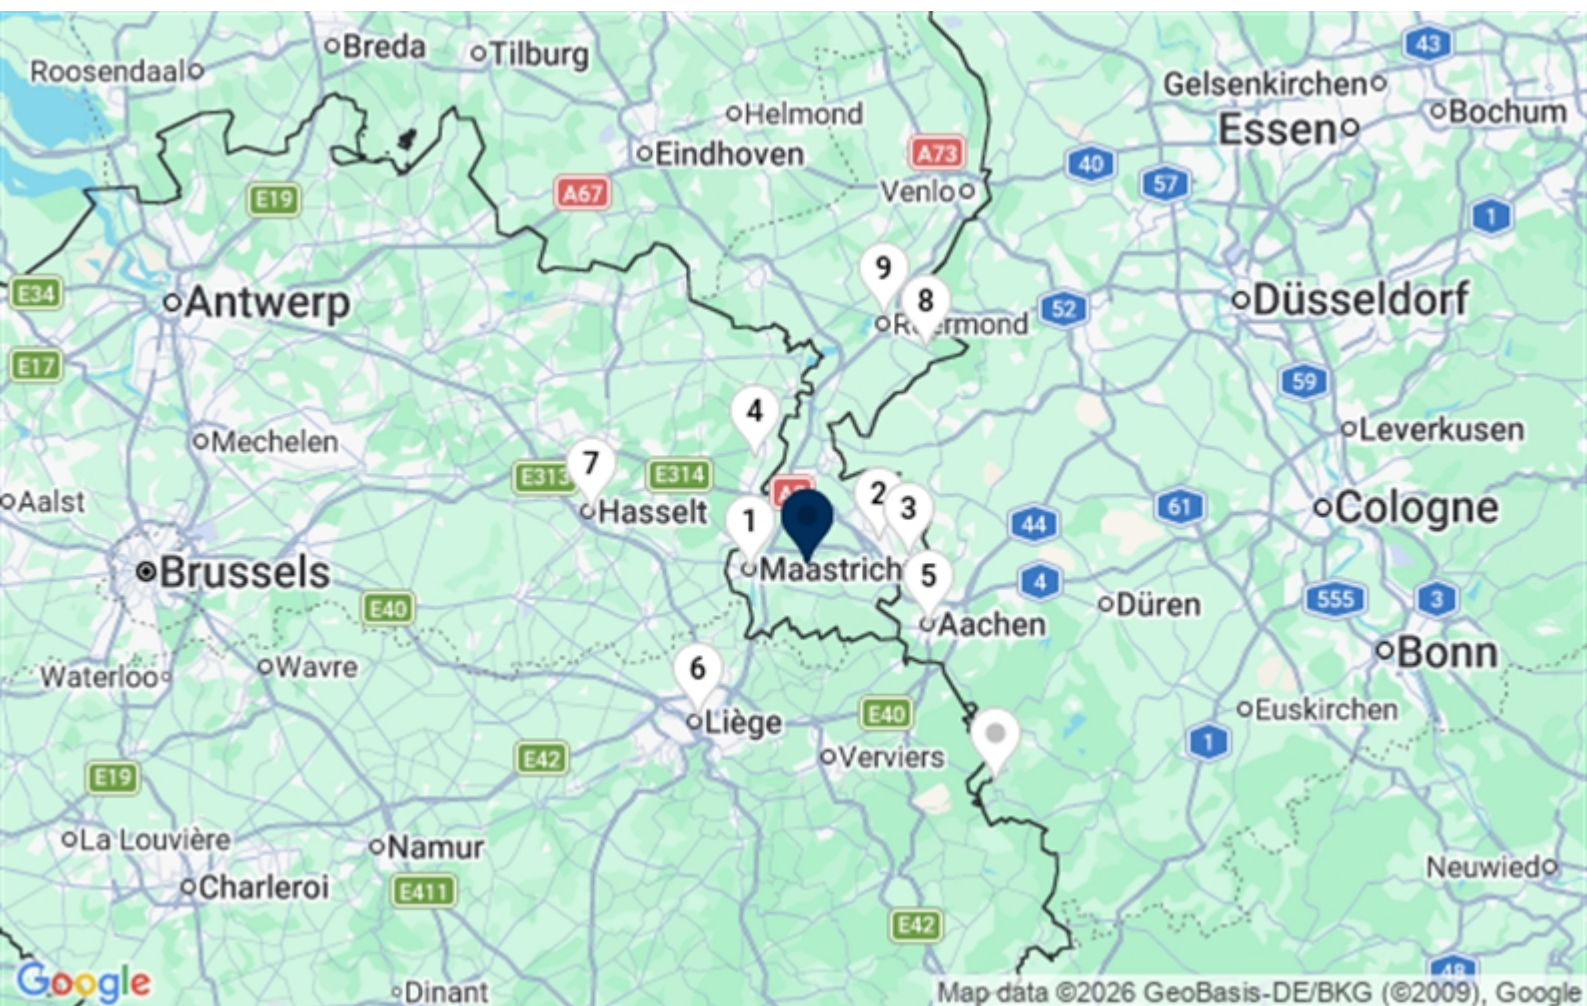 43
Breda
Tilburg
Roosendaal
Gelsenkirchen
Helmond
Bochum
Essen
Eindhoven
A73
40
57
Venlo
A67
E19
1
9
E34
Antwerp
8
52
Düsseldorf
E17
59
4
Mechelen
Leverkusen
7
E313
E314
Aalst
2
3
61
Cologne
Hasselt
1
44
Brussels
Maastrich
5
4
E40
555
3
Düren
Aachen
Bonn
Waterloo
Wavre
6
E40
Euskirchen
Liège
1
E42
Verviers
E19
La Louvière
Namur
Neuwied
Charleroi
E411
E42
48
Google
Dinant
Map data ©2026 GeoBasis-DE/BKG (©2009), Google